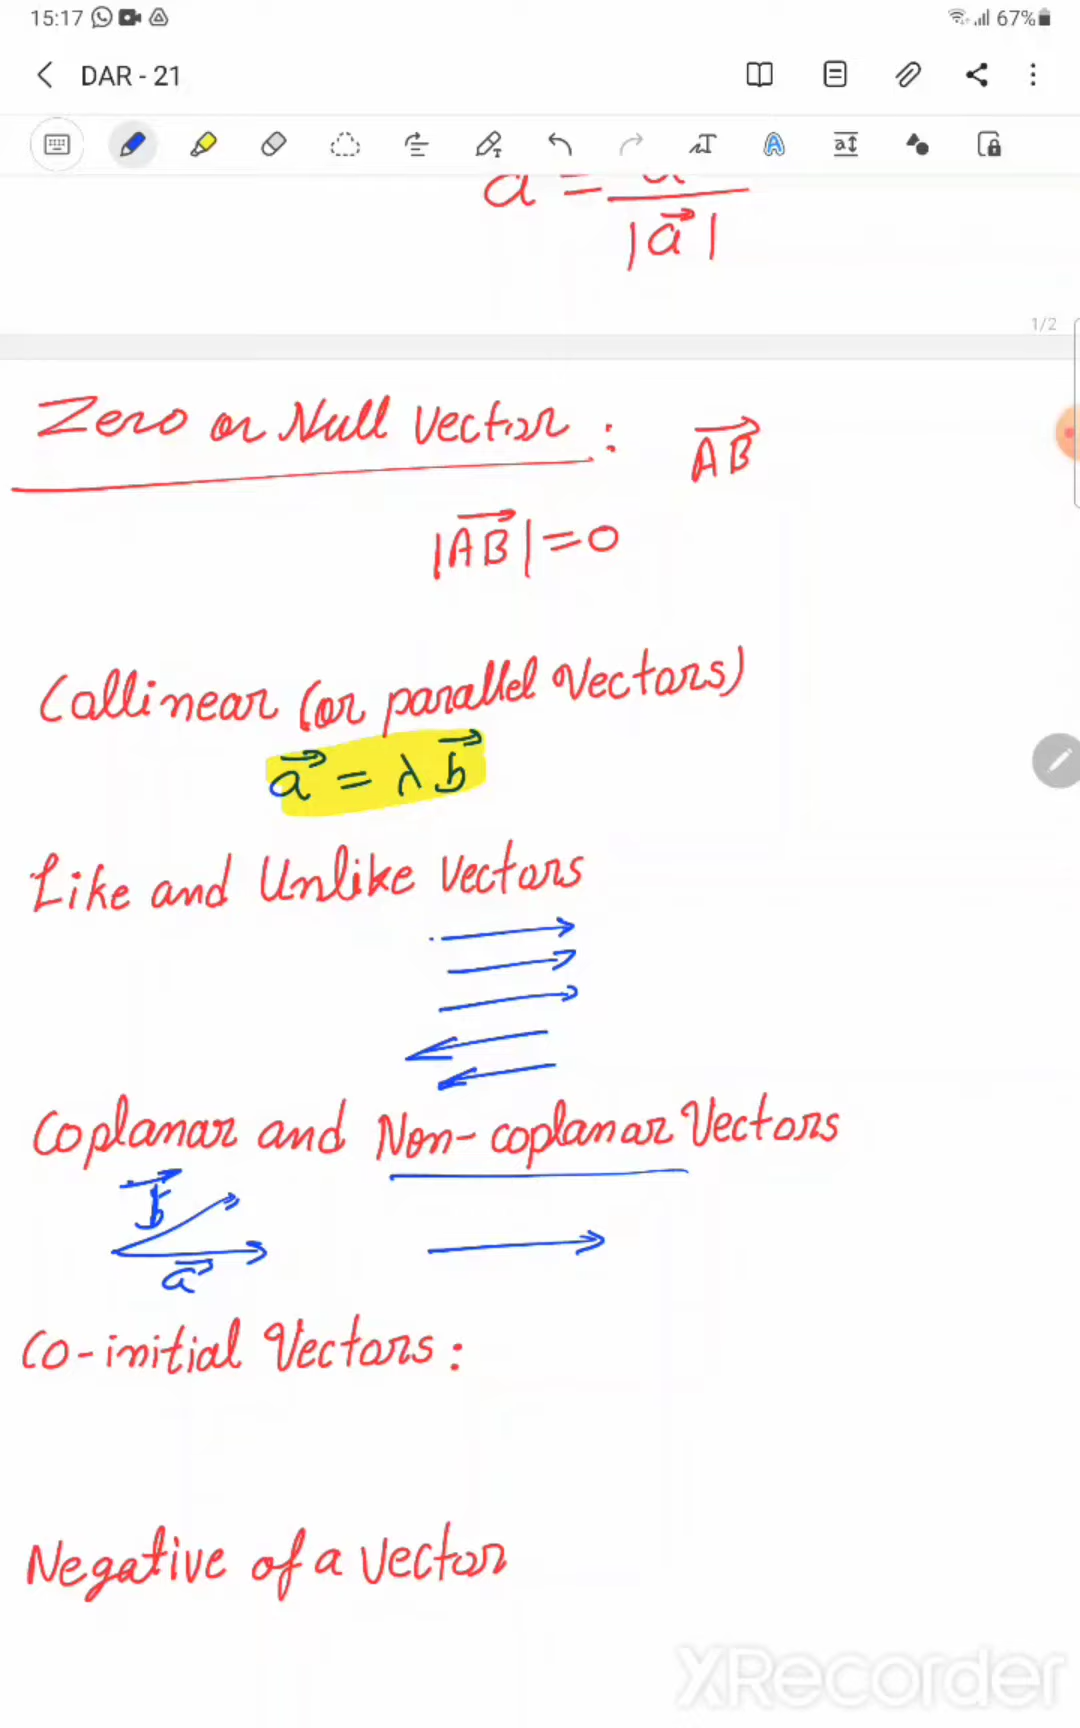 15:17 67%
DAR - 21
|a|
1/2
Zero or Null Vector : AB
|AB| = 0
Collinear (or parallel Vectors)
a = λ b
Like and Unlike Vectors
Coplanar and Non-coplanar Vectors
b
a
Co-initial Vectors :
Negative of a Vector
XRecorder